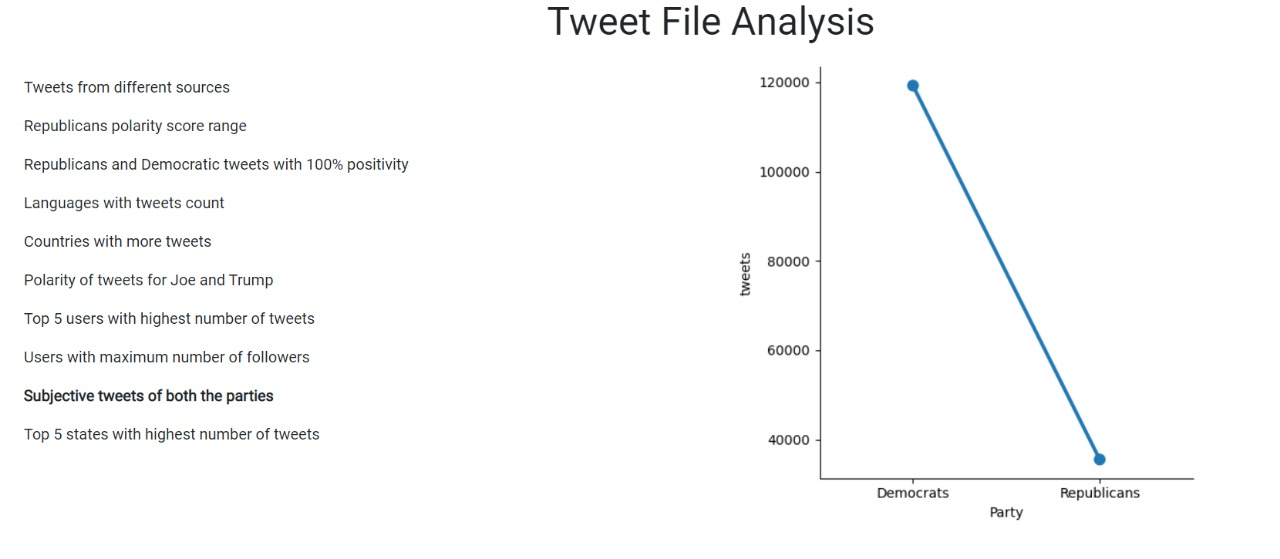 Tweet File Analysis
Tweets from different sources
Republicans polarity score range
Republicans and Democratic tweets with 100% positivity
Languages with tweets count
Countries with more tweets
Polarity of tweets for Joe and Trump
Top 5 users with highest number of tweets
Users with maximum number of followers
Subjective tweets of both the parties
Top 5 states with highest number of tweets
120000
100000
80000
60000
40000
tweets
Democrats Republicans
Party